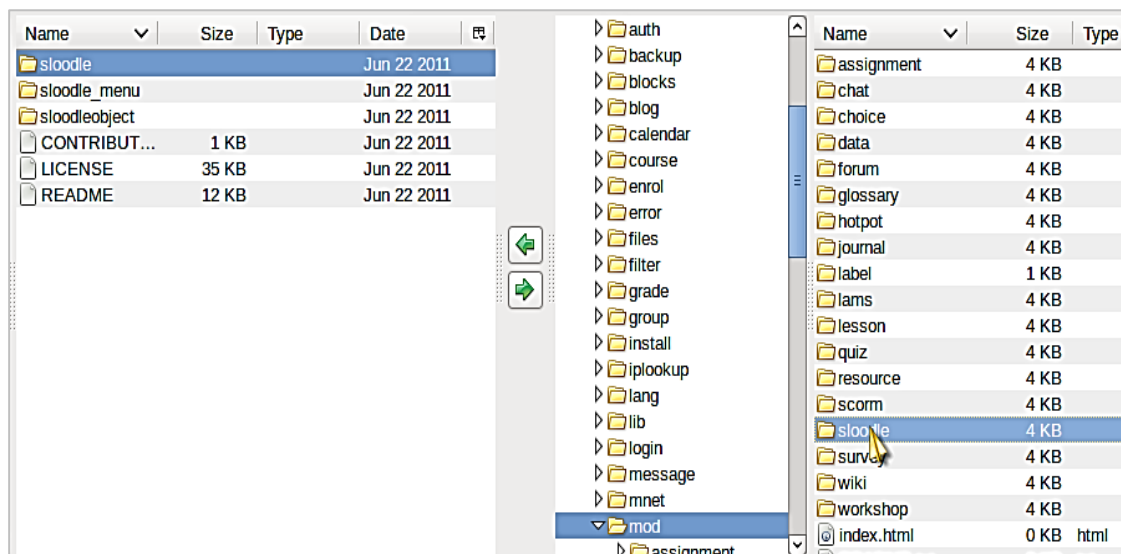 Name Size Type Date
sloodle Jun 22 2011
sloodle_menu Jun 22 2011
sloodleobject Jun 22 2011
CONTRIBUT... 1 KB Jun 22 2011
LICENSE 35 KB Jun 22 2011
README 12 KB Jun 22 2011
auth
backup
blocks
blog
calendar
course
enrol
error
files
filter
grade
group
install
iplookup
lang
lib
login
message
mnet
mod
assignment
Name Size Type
assignment 4 KB
chat 4 KB
choice 4 KB
data 4 KB
forum 4 KB
glossary 4 KB
hotpot 4 KB
journal 4 KB
label 1 KB
lams 4 KB
lesson 4 KB
quiz 4 KB
resource 4 KB
scorm 4 KB
sloodle 4 KB
survey 4 KB
wiki 4 KB
workshop 4 KB
index.html 0 KB html